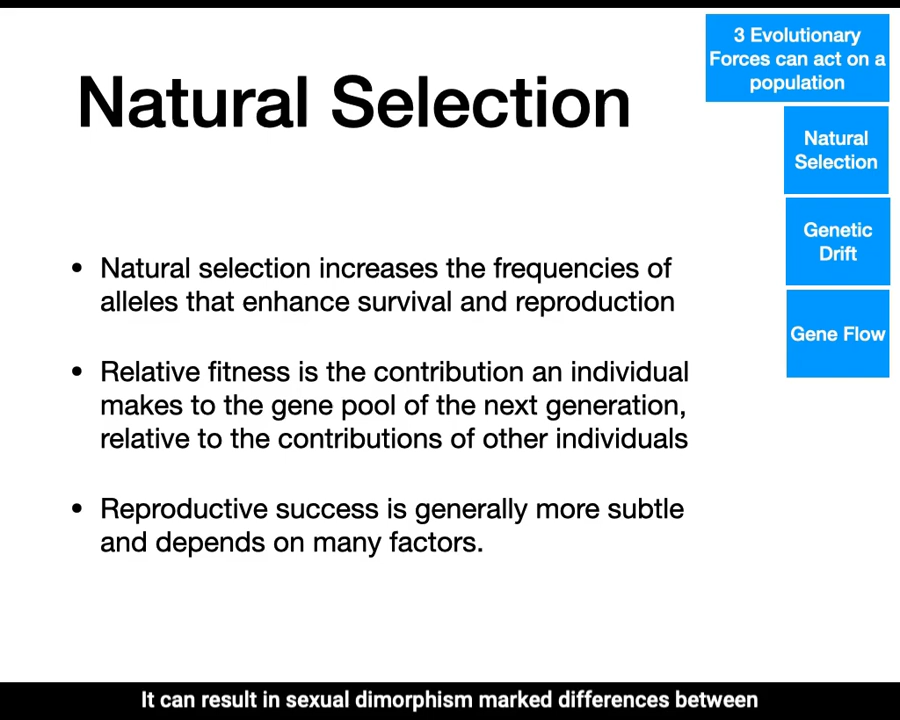 Natural Selection
3 Evolutionary
Forces can act on a
population
Natural
Selection
Genetic
Drift
Gene Flow
• Natural selection increases the frequencies of
alleles that enhance survival and reproduction
• Relative fitness is the contribution an individual
makes to the gene pool of the next generation,
relative to the contributions of other individuals
• Reproductive success is generally more subtle
and depends on many factors.
It can result in sexual dimorphism marked differences between